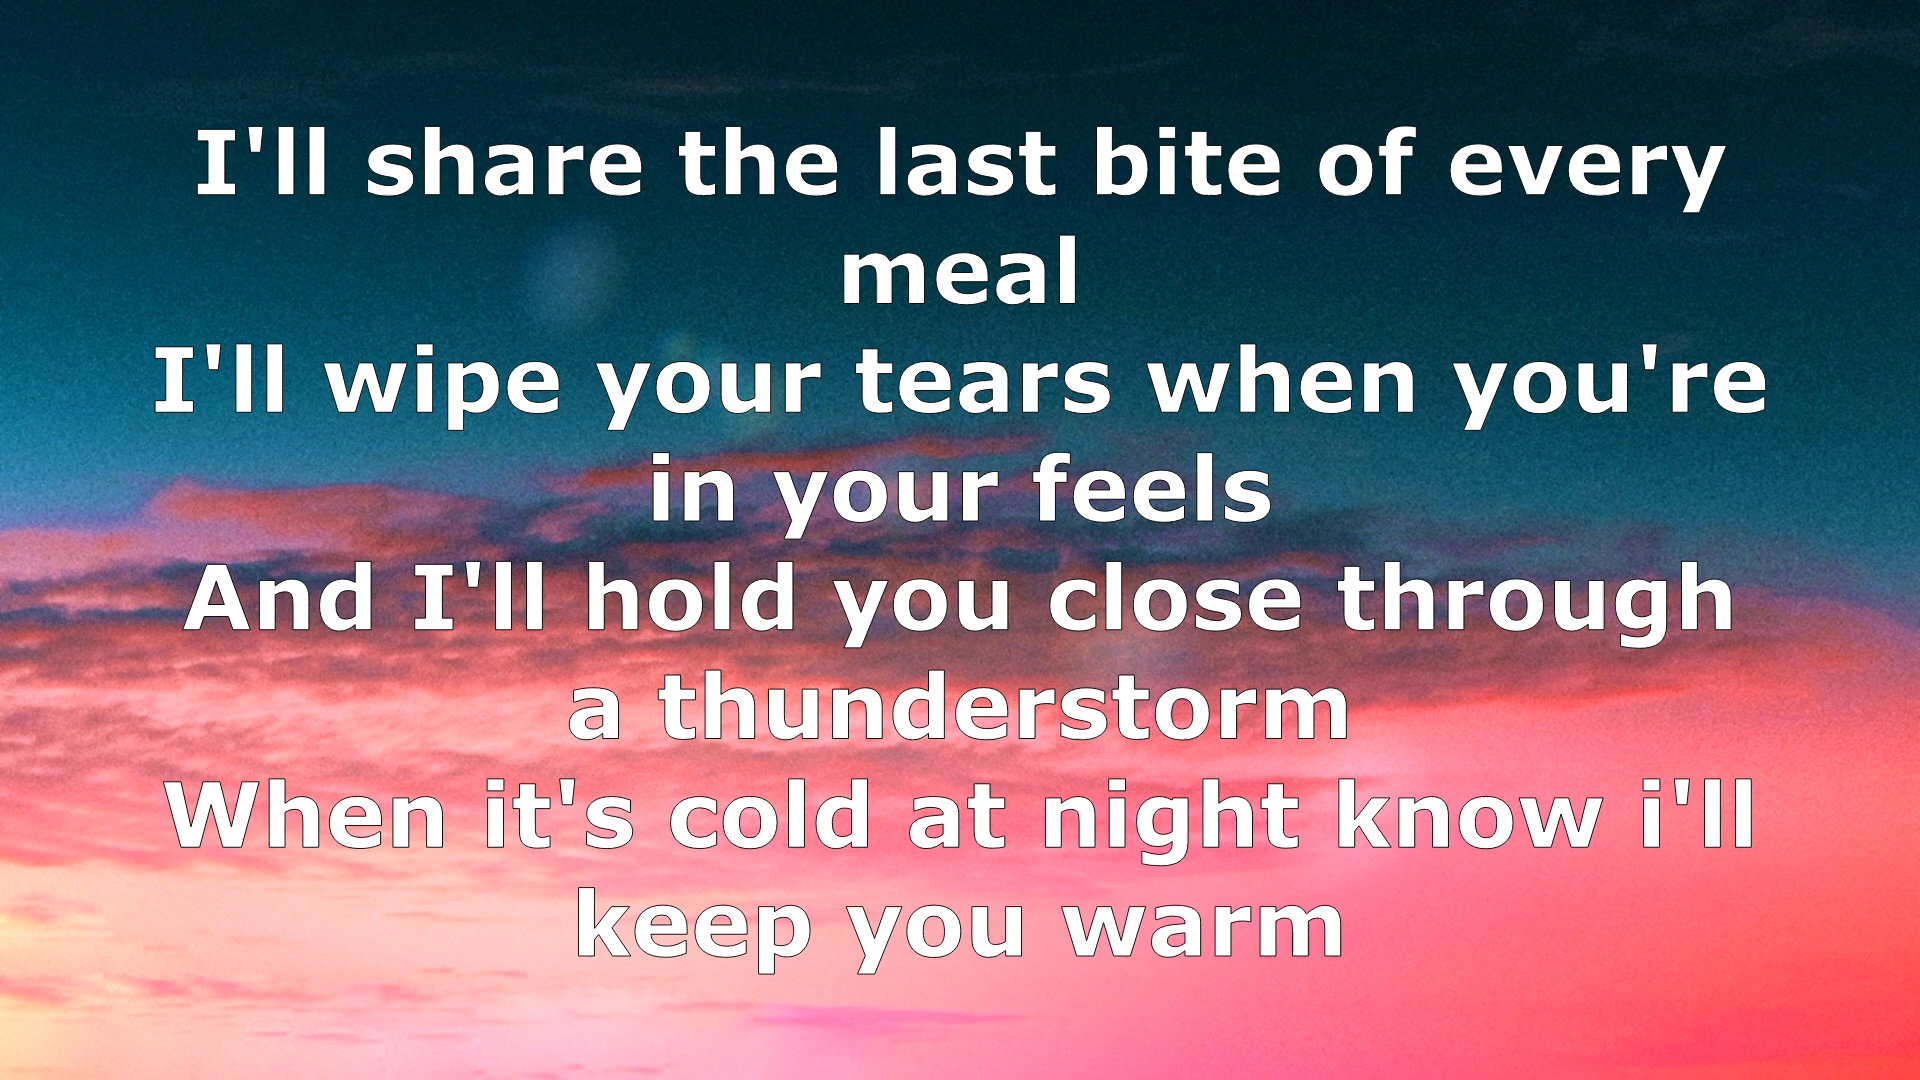 I'll share the last bite of every
meal
I'll wipe your tears when you're
in your feels
And I'll hold you close through
a thunderstorm
When it's cold at night know i'll
keep you warm